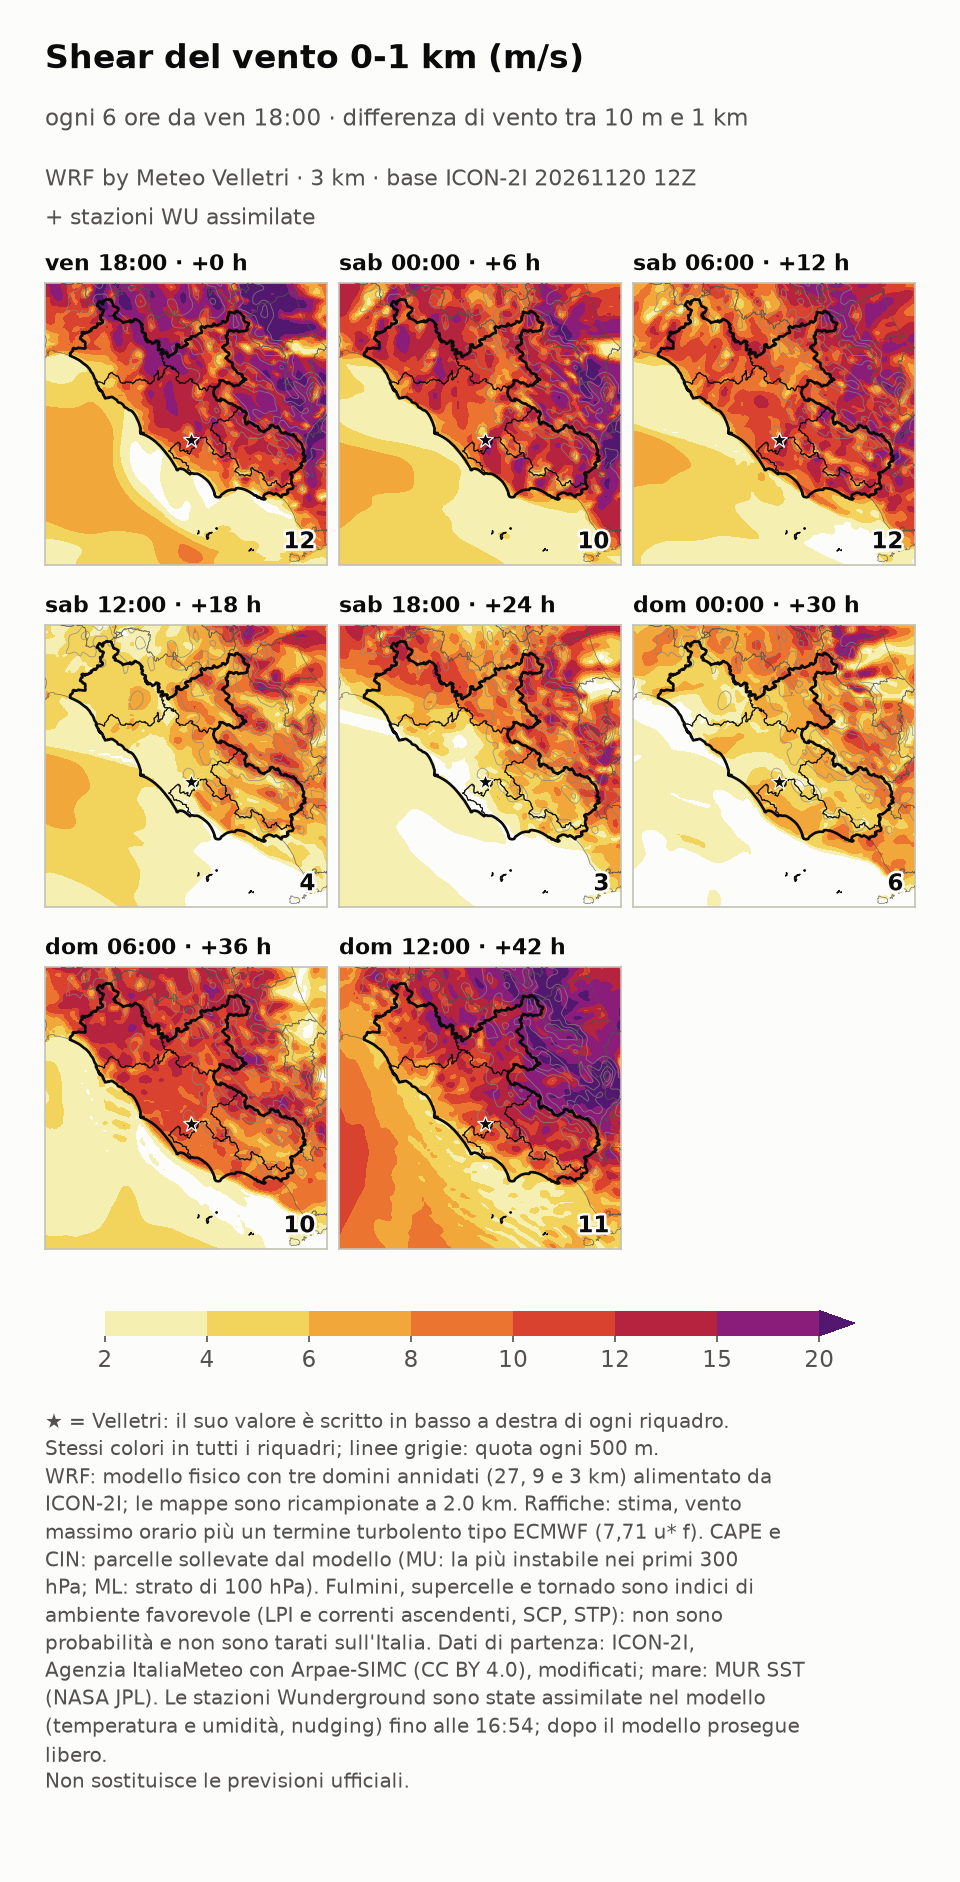 Shear del vento 0-1 km (m/s)
ogni 6 ore da ven 18:00 · differenza di vento tra 10 m e 1 km
WRF by Meteo Velletri · 3 km · base ICON-2I 20261120 12Z
+ stazioni WU assimilate
ven 18:00 · +0 h
sab 00:00 · +6 h
sab 06:00 · +12 h
12
10
12
sab 12:00 · +18 h
sab 18:00 · +24 h
dom 00:00 · +30 h
4
3
6
dom 06:00 · +36 h
dom 12:00 · +42 h
10
11
2 4 6 8 10 12 15 20
★ = Velletri: il suo valore è scritto in basso a destra di ogni riquadro.
Stessi colori in tutti i riquadri; linee grigie: quota ogni 500 m.
WRF: modello fisico con tre domini annidati (27, 9 e 3 km) alimentato da
ICON-2I; le mappe sono ricampionate a 2.0 km. Raffiche: stima, vento
massimo orario più un termine turbolento tipo ECMWF (7,71 u* f). CAPE e
CIN: parcelle sollevate dal modello (MU: la più instabile nei primi 300
hPa; ML: strato di 100 hPa). Fulmini, supercelle e tornado sono indici di
ambiente favorevole (LPI e correnti ascendenti, SCP, STP): non sono
probabilità e non sono tarati sull'Italia. Dati di partenza: ICON-2I,
Agenzia ItaliaMeteo con Arpae-SIMC (CC BY 4.0), modificati; mare: MUR SST
(NASA JPL). Le stazioni Wunderground sono state assimilate nel modello
(temperatura e umidità, nudging) fino alle 16:54; dopo il modello prosegue
libero.
Non sostituisce le previsioni ufficiali.